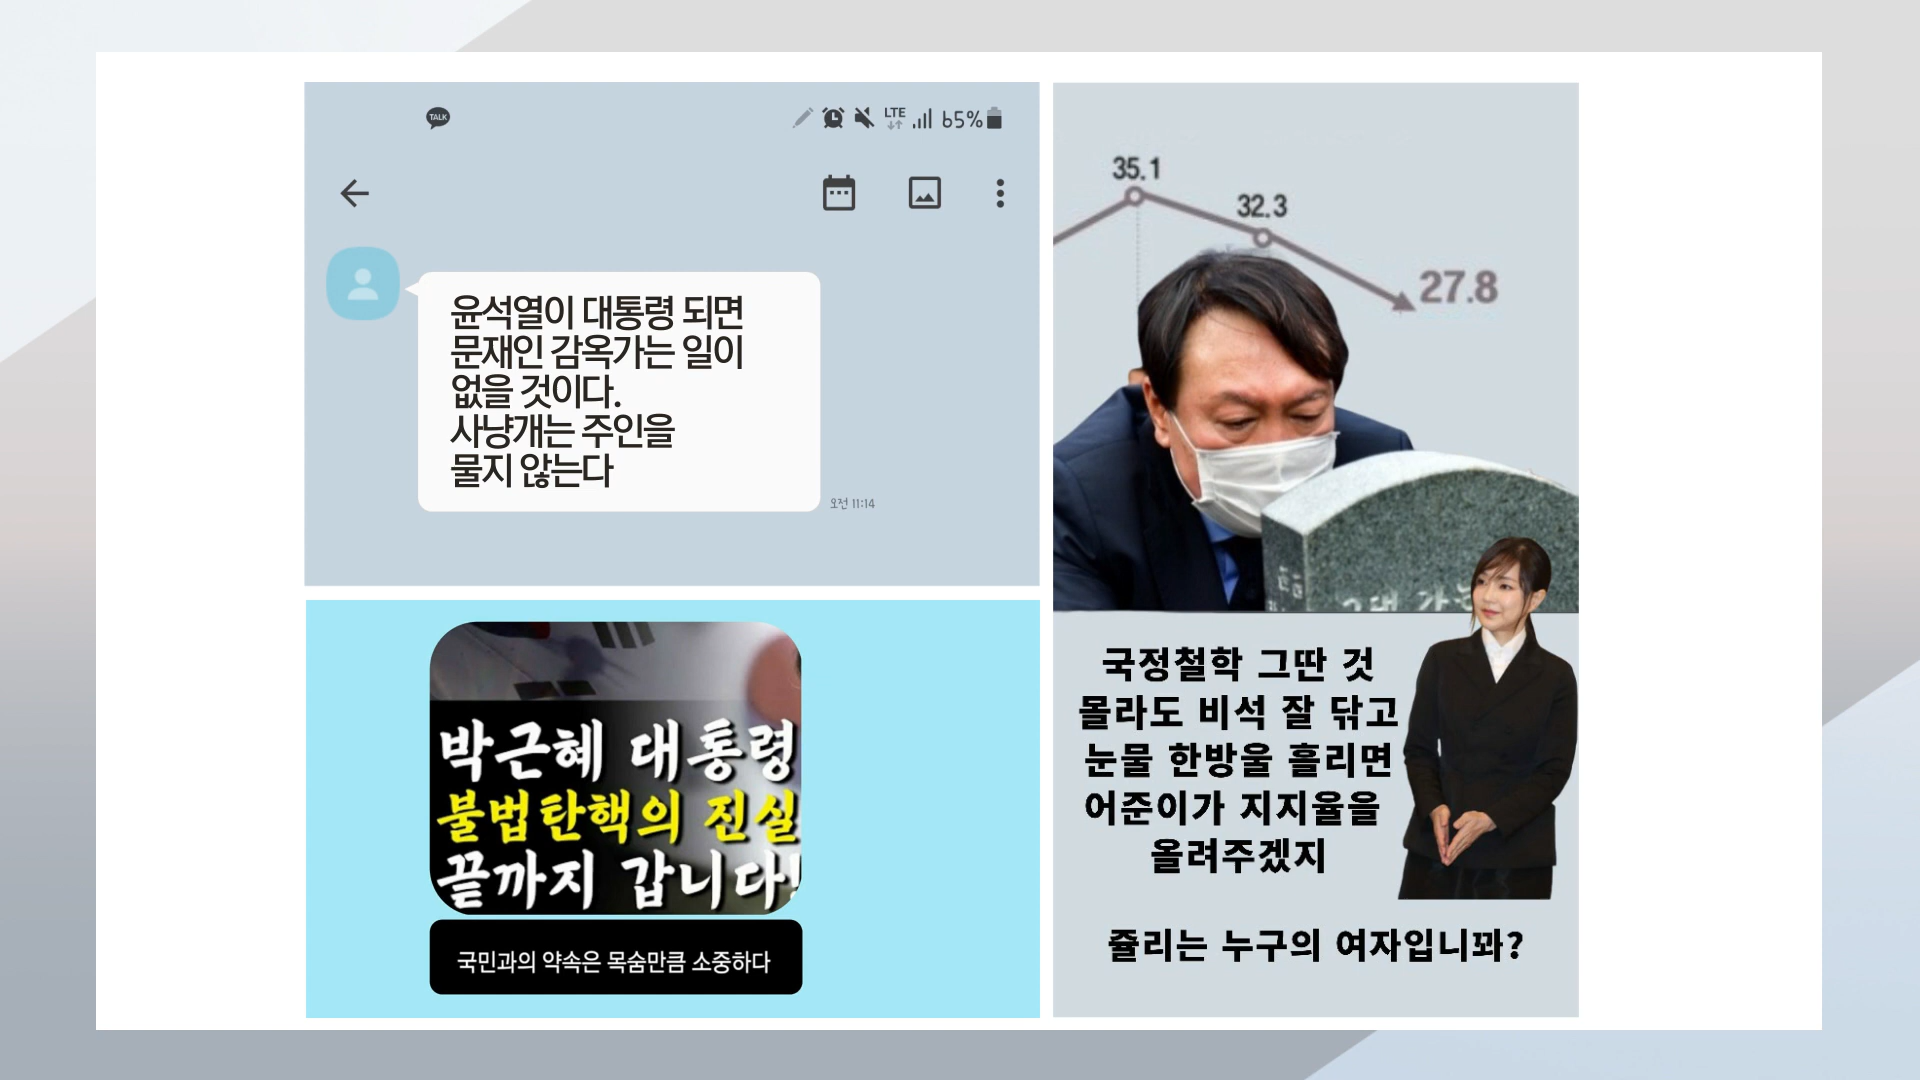 TALK
LTE
65%
윤석열이 대통령 되면
문재인 감옥가는 일이
없을 것이다.
사냥개는 주인을
물지 않는다
오전 11:14
박근혜 대통령
불법탄핵의 진실
끝까지 갑니다!
국민과의 약속은 목숨만큼 소중하다
35.1
32.3
27.8
국정철학 그딴 것
몰라도 비석 잘 닦고
눈물 한방울 흘리면
어준이가 지지율을
올려주겠지
쥴리는 누구의 여자입니꽈?